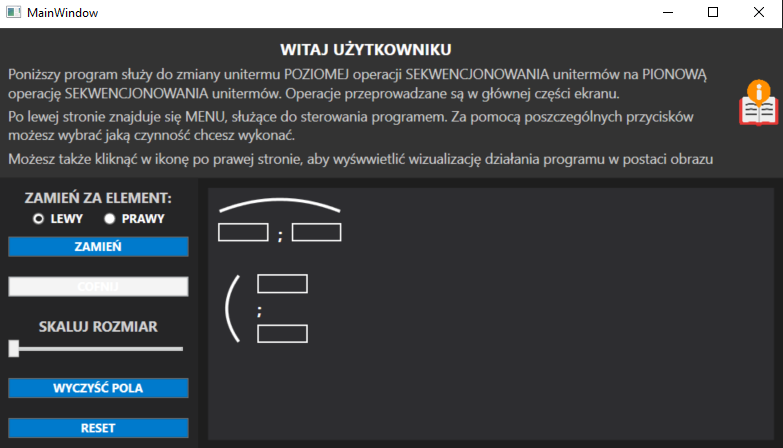 MainWindow
WITAJ UŻYTKOWNIKU
Poniższy program służy do zmiany unitermu POZIOMEJ operacji SEKWENCJONOWANIA unitermów na PIONOWĄ
operację SEKWENCJONOWANIA unitermów. Operacje przeprowadzane są w głównej części ekranu.
Po lewej stronie znajduje się MENU, służące do sterowania programem. Za pomocą poszczególnych przycisków
możesz wybrać jaką czynność chcesz wykonać.
Możesz także kliknąć w ikonę po prawej stronie, aby wyśwwietlić wizualizację działania programu w postaci obrazu
ZAMIEŃ ZA ELEMENT:
LEWY PRAWY
ZAMIEŃ
COFNIJ
SKALUJ ROZMIAR
WYCZYŚĆ POLA
RESET
;
;